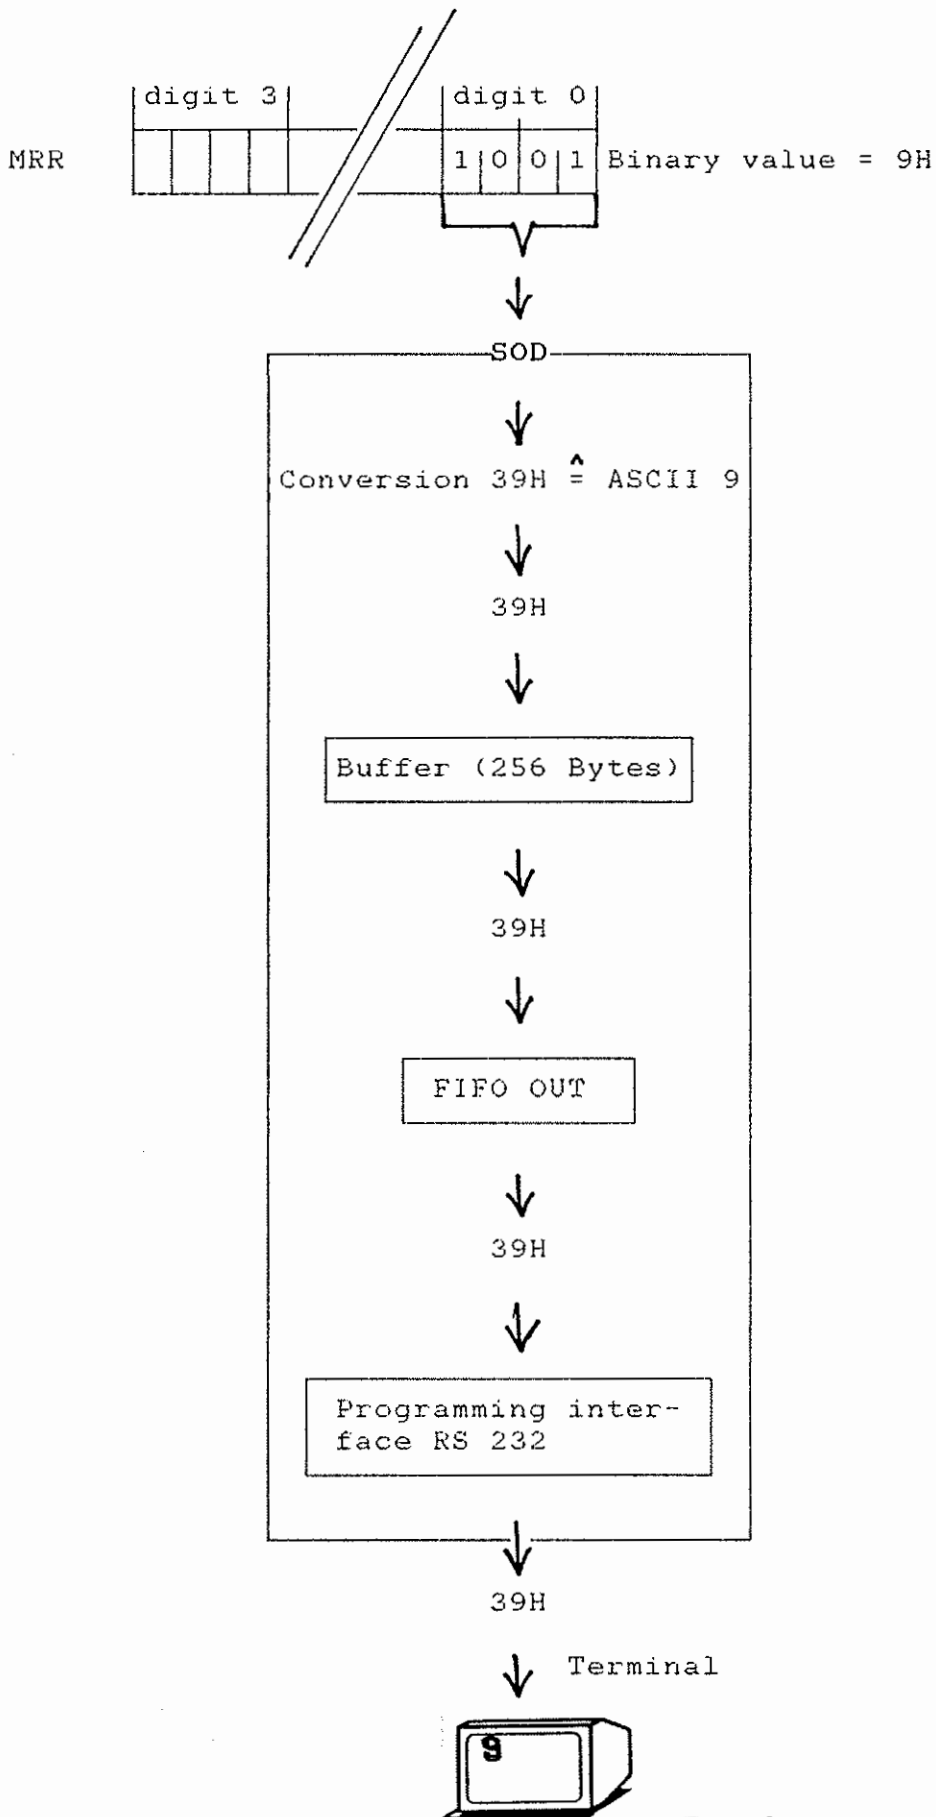 digit 3 digit 0
MRR 1 0 0 1 Binary value = 9H
SOD
Conversion 39H ≙ ASCII 9
39H
Buffer (256 Bytes)
39H
FIFO OUT
39H
Programming inter-
face RS 232
39H
Terminal
9